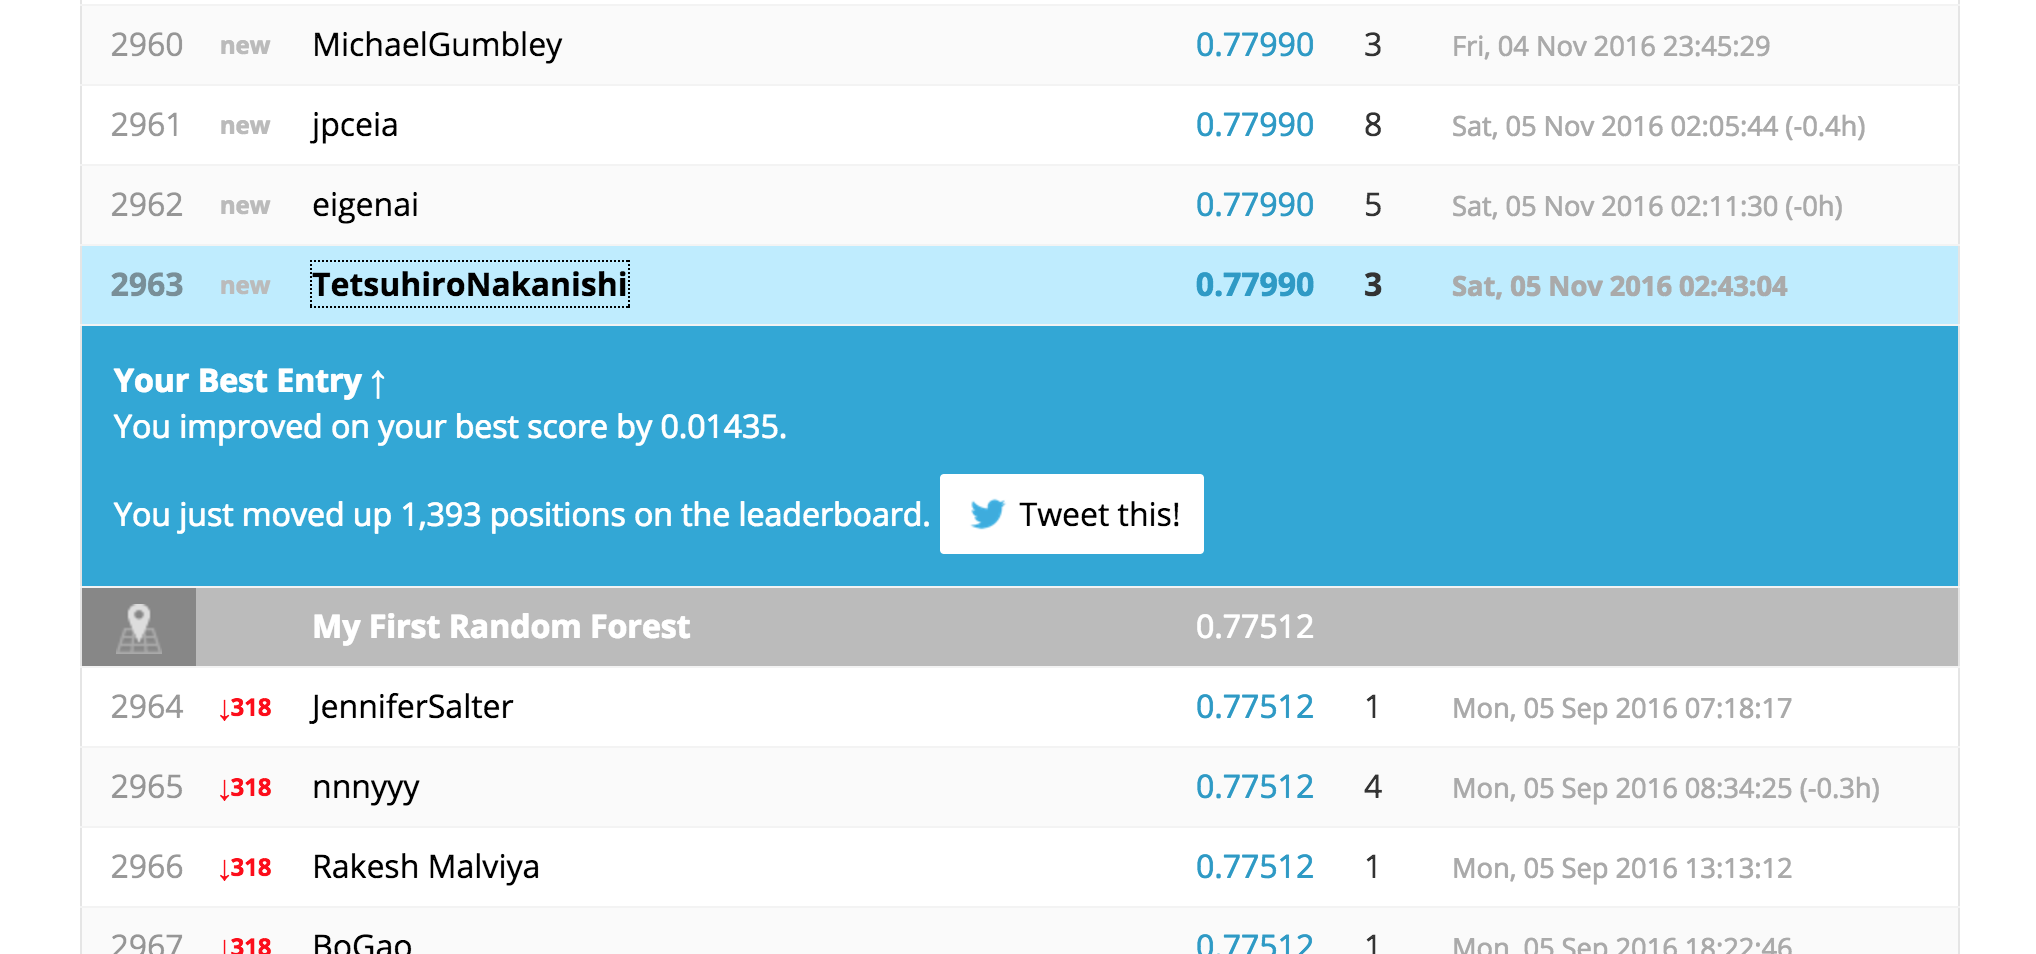 2960 new MichaelGumbley 0.77990 3 Fri, 04 Nov 2016 23:45:29
2961 new jpceia 0.77990 8 Sat, 05 Nov 2016 02:05:44 (-0.4h)
2962 new eigenai 0.77990 5 Sat, 05 Nov 2016 02:11:30 (-0h)
2963 new TetsuhiroNakanishi 0.77990 3 Sat, 05 Nov 2016 02:43:04
Your Best Entry ↑
You improved on your best score by 0.01435.
You just moved up 1,393 positions on the leaderboard. Tweet this!
My First Random Forest 0.77512
2964 ↓318 JenniferSalter 0.77512 1 Mon, 05 Sep 2016 07:18:17
2965 ↓318 nnnyyy 0.77512 4 Mon, 05 Sep 2016 08:34:25 (-0.3h)
2966 ↓318 Rakesh Malviya 0.77512 1 Mon, 05 Sep 2016 13:13:12
2967 ↓318 BoGao 0.77512 1 Mon, 05 Sep 2016 18:22:46